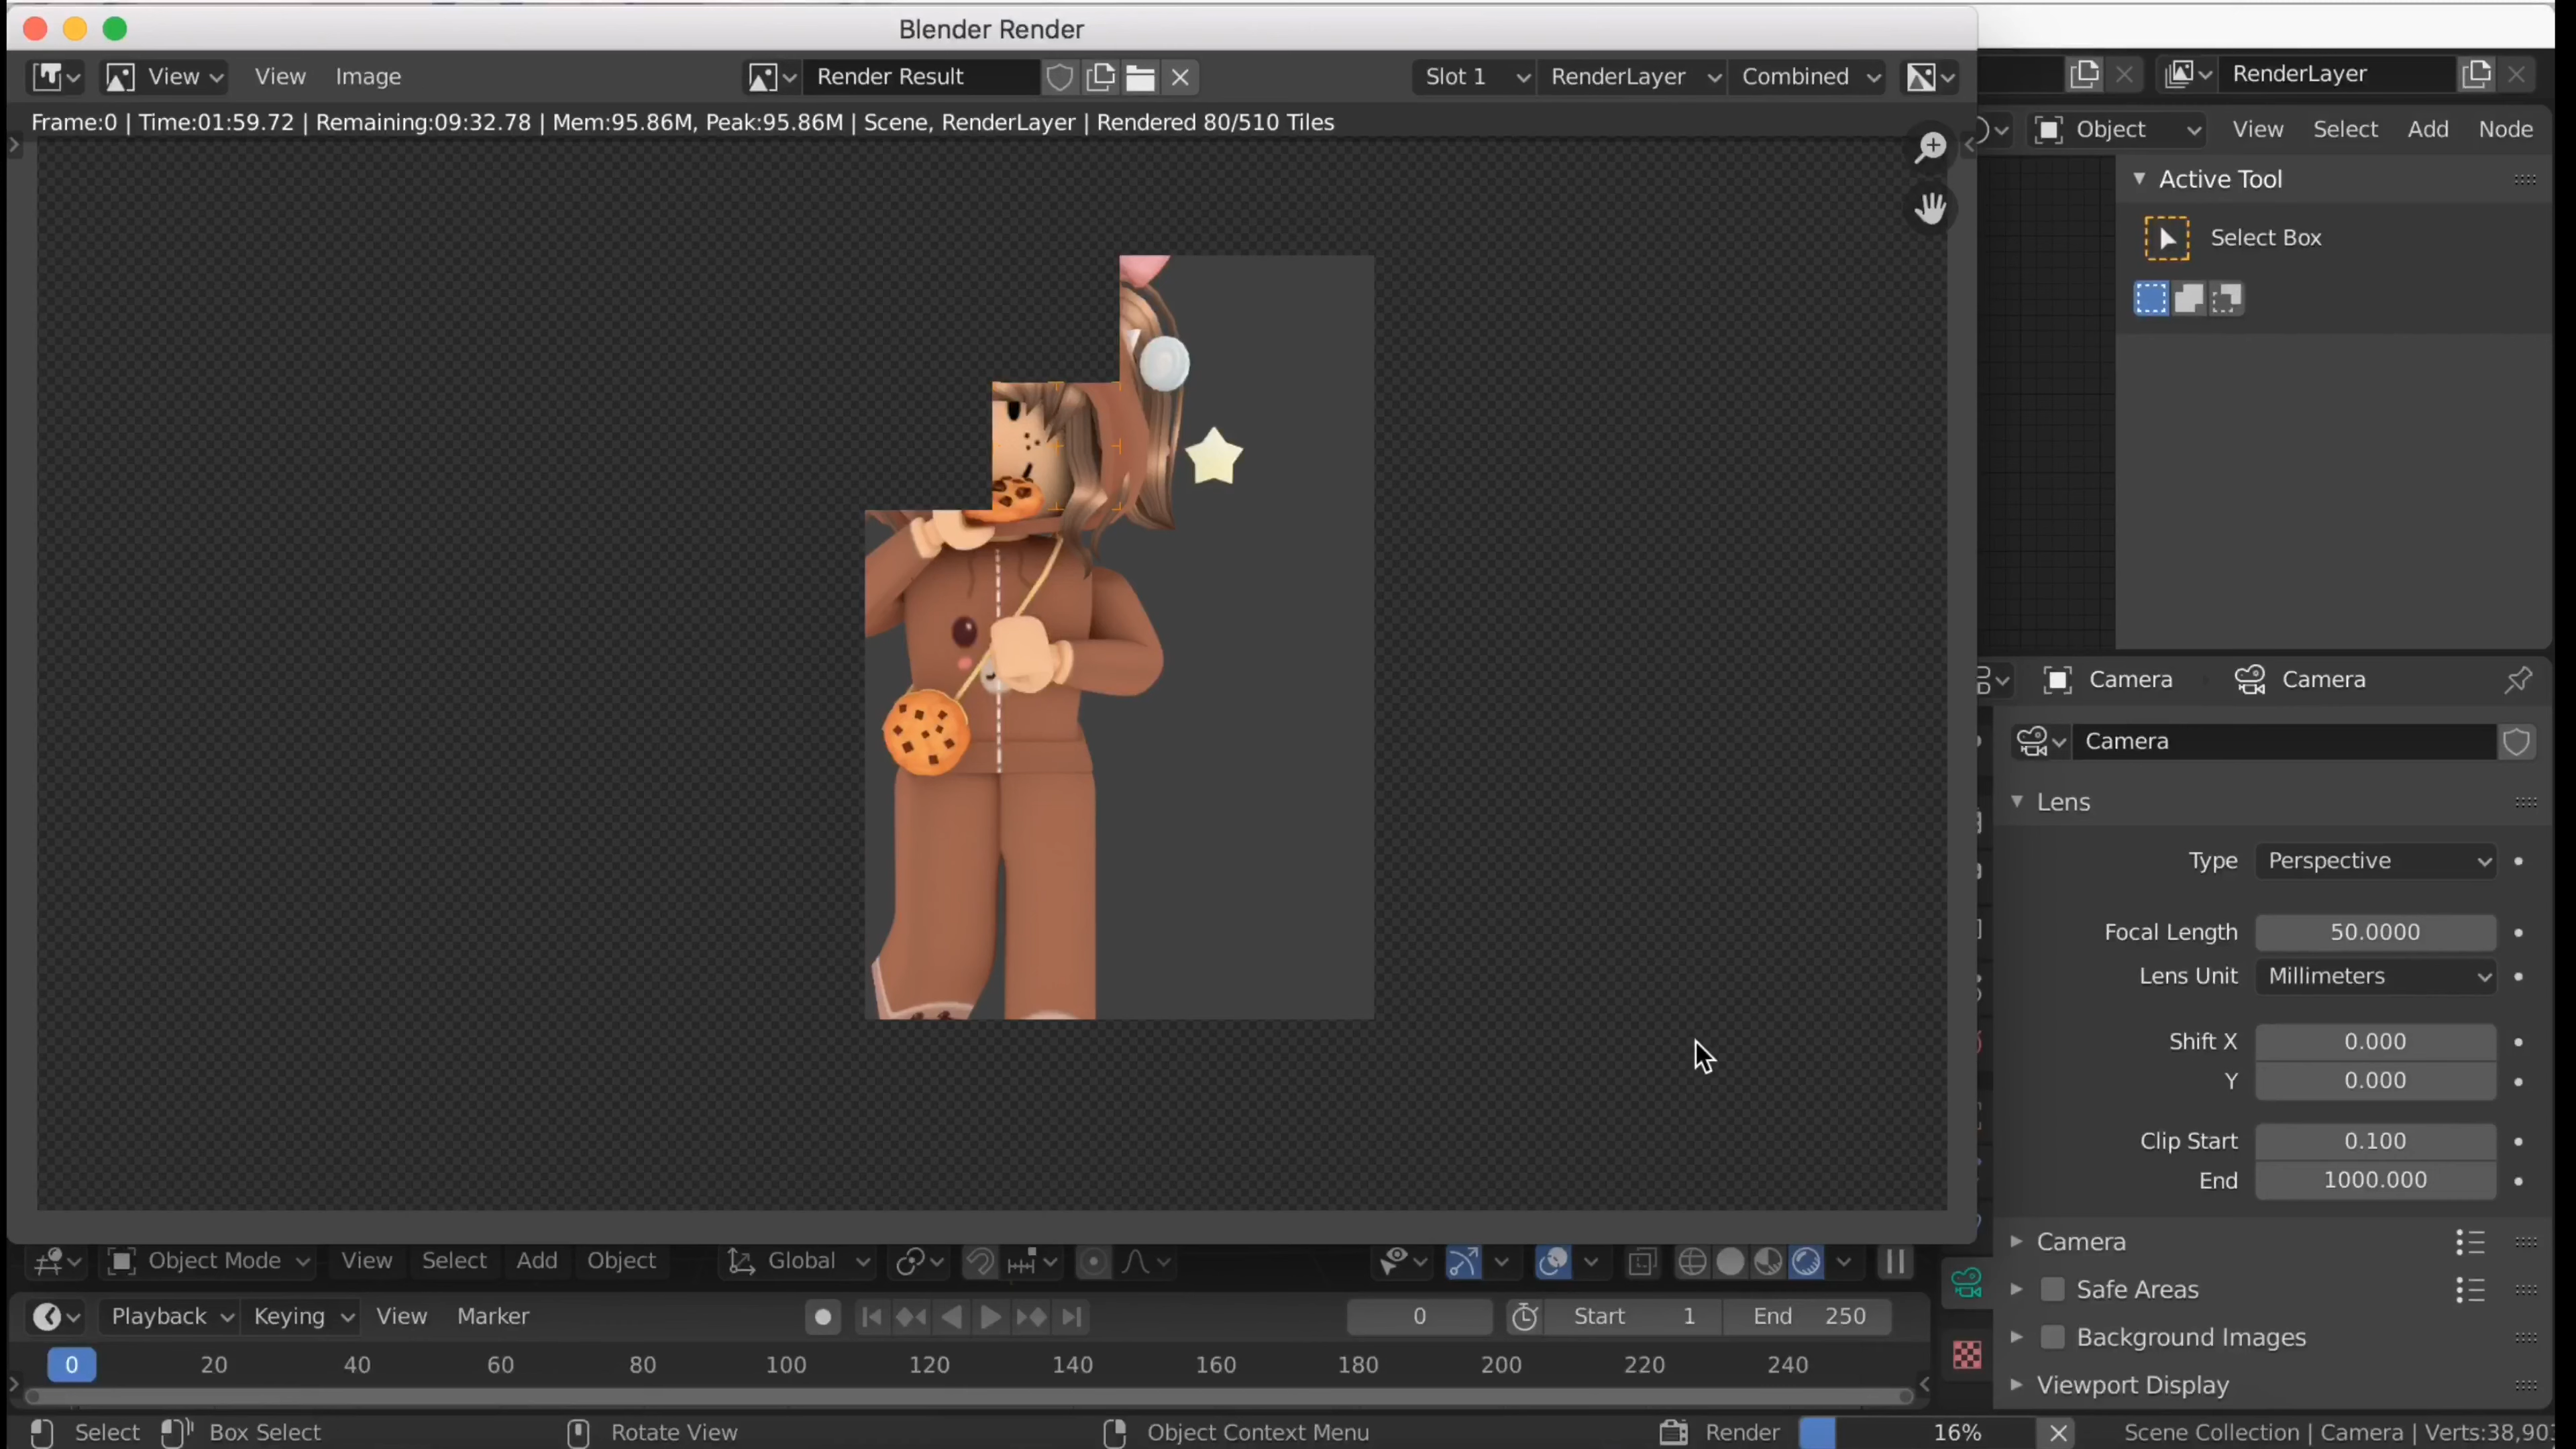 Blender Render
View View Image Render Result Slot 1 RenderLayer Combined RenderLayer
Frame:0 | Time:01:59.72 | Remaining:09:32.78 | Mem:95.86M, Peak:95.86M | Scene, RenderLayer | Rendered 80/510 Tiles
Object View Select Add Node
Active Tool
Select Box
Camera Camera
Camera
Lens
Type Perspective
Focal Length 50.0000
Lens Unit Millimeters
Shift X 0.000
Y 0.000
Clip Start 0.100
End 1000.000
Camera
Safe Areas
Background Images
Viewport Display
Object Mode View Select Add Object Global
Playback Keying View Marker 0 Start 1 End 250
0 20 40 60 80 100 120 140 160 180 200 220 240
Select Box Select Rotate View Object Context Menu Render 16% Scene Collection | Camera | Verts:38,90